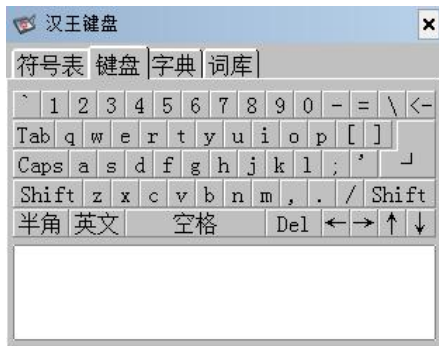 汉王键盘
符号表 键盘 字典 词库
` 1 2 3 4 5 6 7 8 9 0 - = \ <-
Tab q w e r t y u i o p [ ]
Caps a s d f g h j k l ; ' ┘
Shift z x c v b n m , . / Shift
半角 英文 空格 Del ← → ↑ ↓